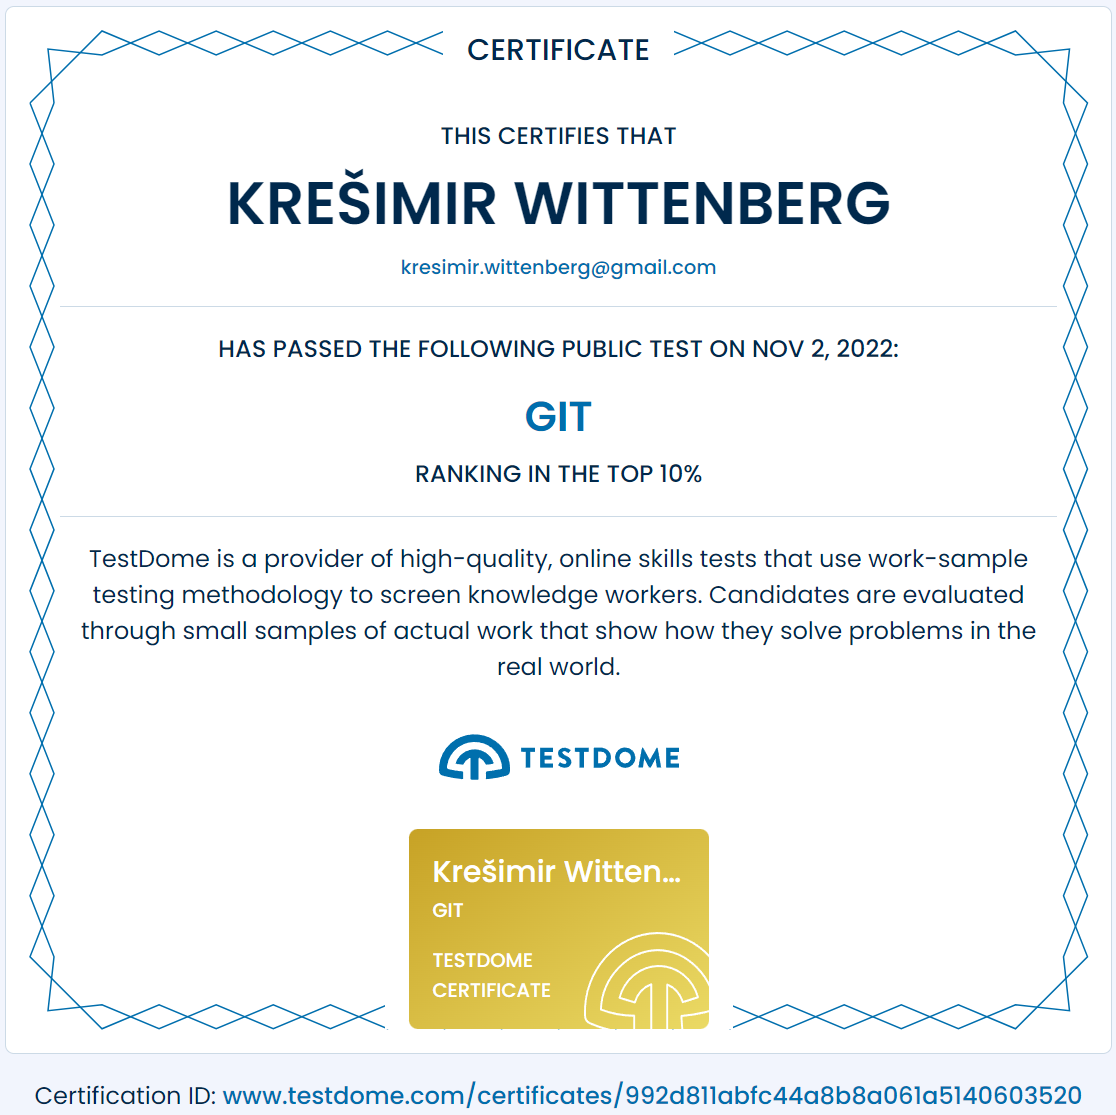 CERTIFICATE
THIS CERTIFIES THAT
KREŠIMIR WITTENBERG
kresimir.wittenberg@gmail.com
HAS PASSED THE FOLLOWING PUBLIC TEST ON NOV 2, 2022:
GIT
RANKING IN THE TOP 10%
TestDome is a provider of high-quality, online skills tests that use work-sample
testing methodology to screen knowledge workers. Candidates are evaluated
through small samples of actual work that show how they solve problems in the
real world.
TESTDOME
Krešimir Witten...
GIT
TESTDOME
CERTIFICATE
Certification ID: www.testdome.com/certificates/992d811abfc44a8b8a061a5140603520